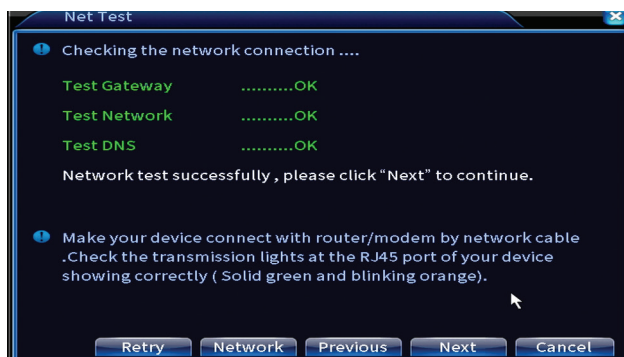 Net Test
Checking the network connection ....
Test Gateway ..........OK
Test Network ..........OK
Test DNS ..........OK
Network test successfully , please click “Next” to continue.
Make your device connect with router/modem by network cable
.Check the transmission lights at the RJ45 port of your device
showing correctly ( Solid green and blinking orange).
Retry Network Previous Next Cancel